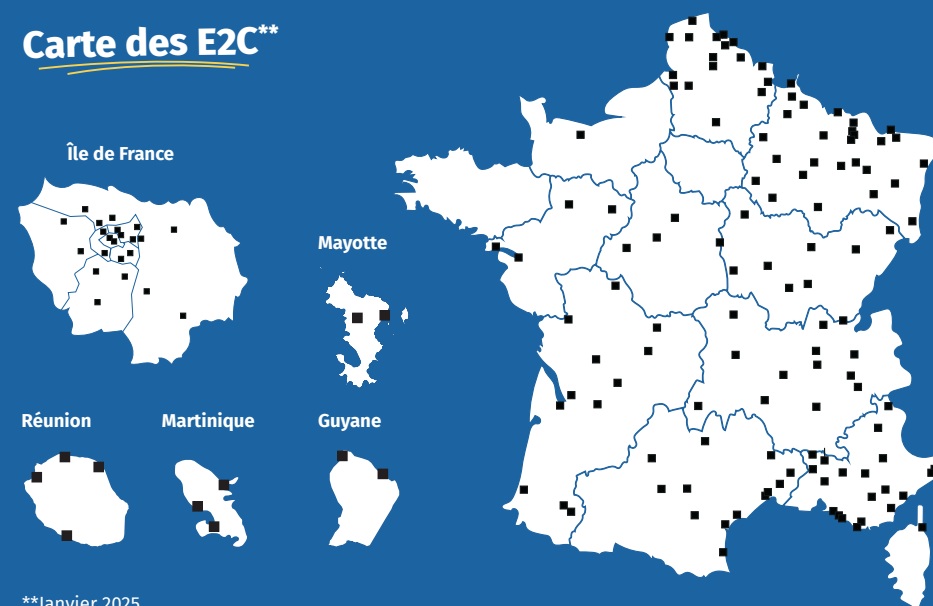 Carte des E2C**
Île de France
Mayotte
Réunion
Martinique
Guyane
**Janvier 2025